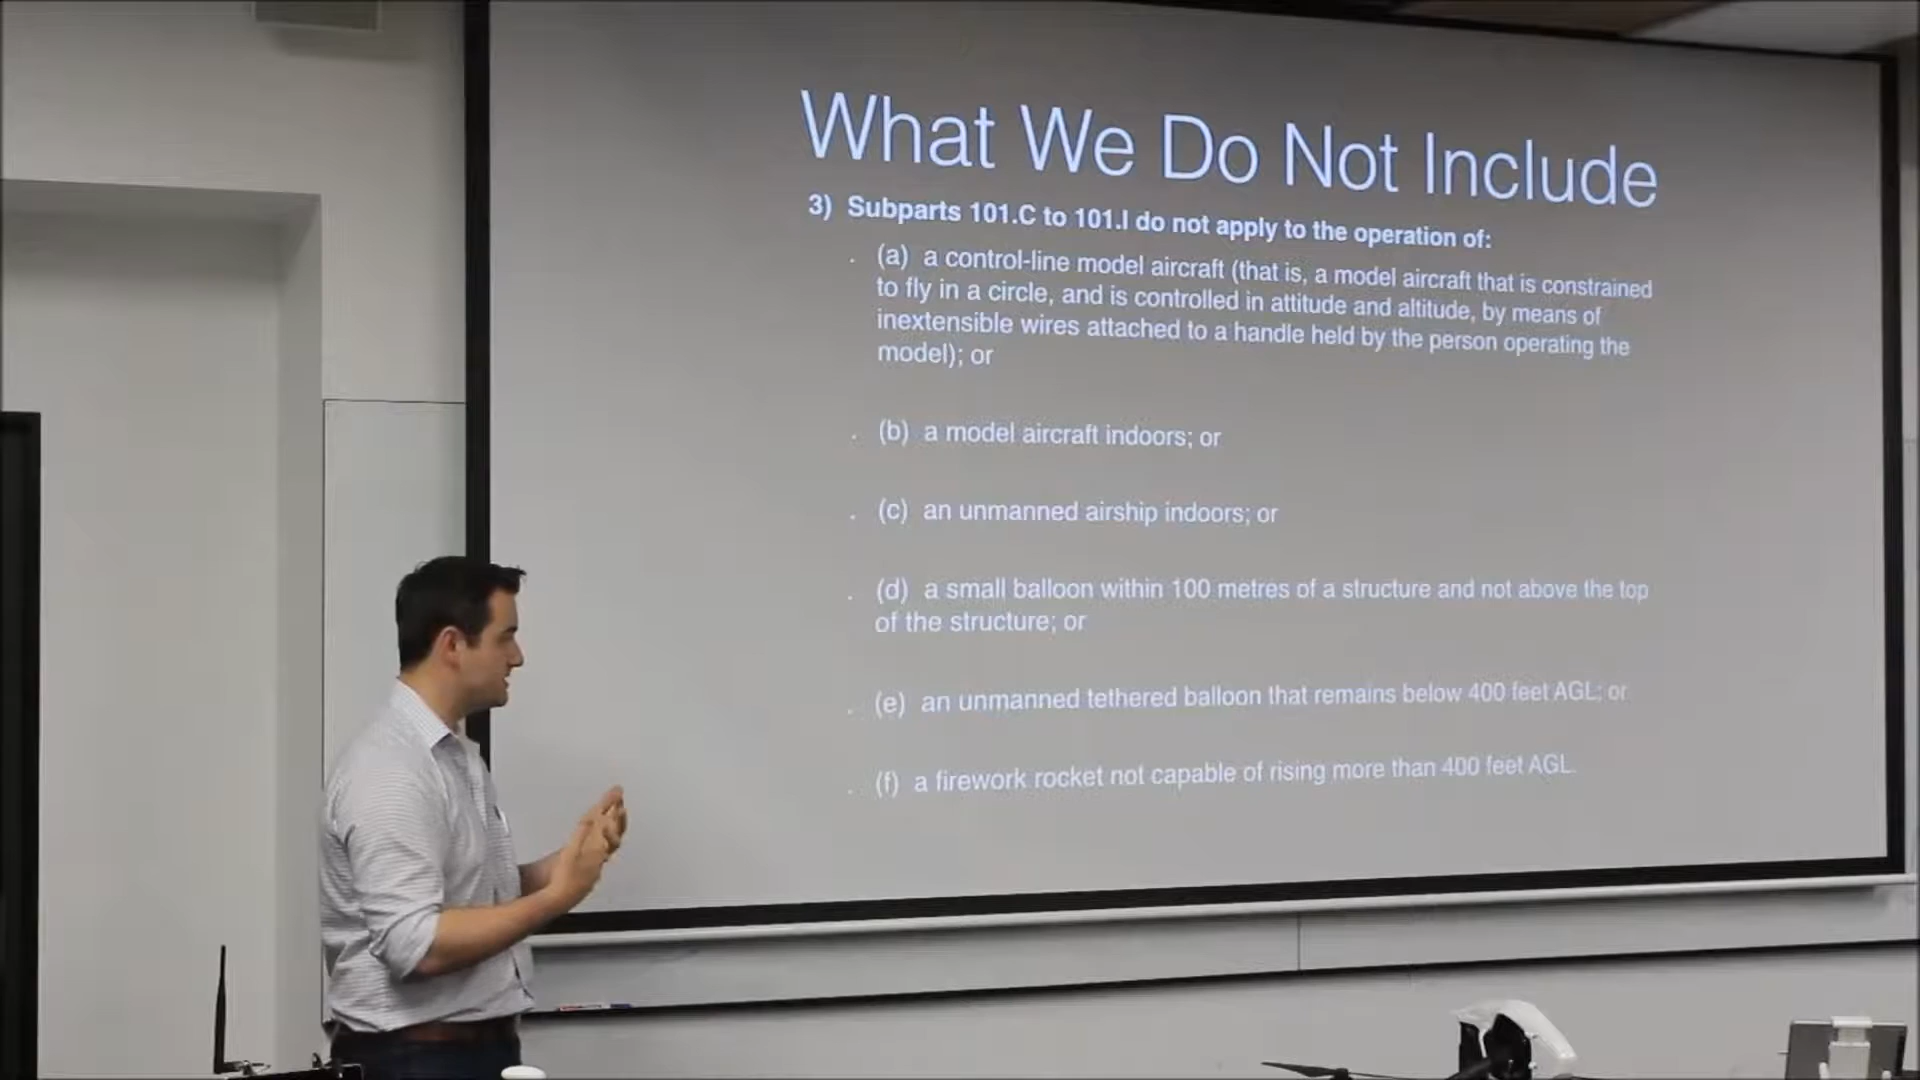 What We Do Not Include
3) Subparts 101.C to 101.I do not apply to the operation of:
. (a) a control-line model aircraft (that is, a model aircraft that is constrained
to fly in a circle, and is controlled in attitude and altitude, by means of
inextensible wires attached to a handle held by the person operating the
model); or
. (b) a model aircraft indoors; or
. (c) an unmanned airship indoors; or
. (d) a small balloon within 100 metres of a structure and not above the top
of the structure; or
. (e) an unmanned tethered balloon that remains below 400 feet AGL; or
. (f) a firework rocket not capable of rising more than 400 feet AGL.